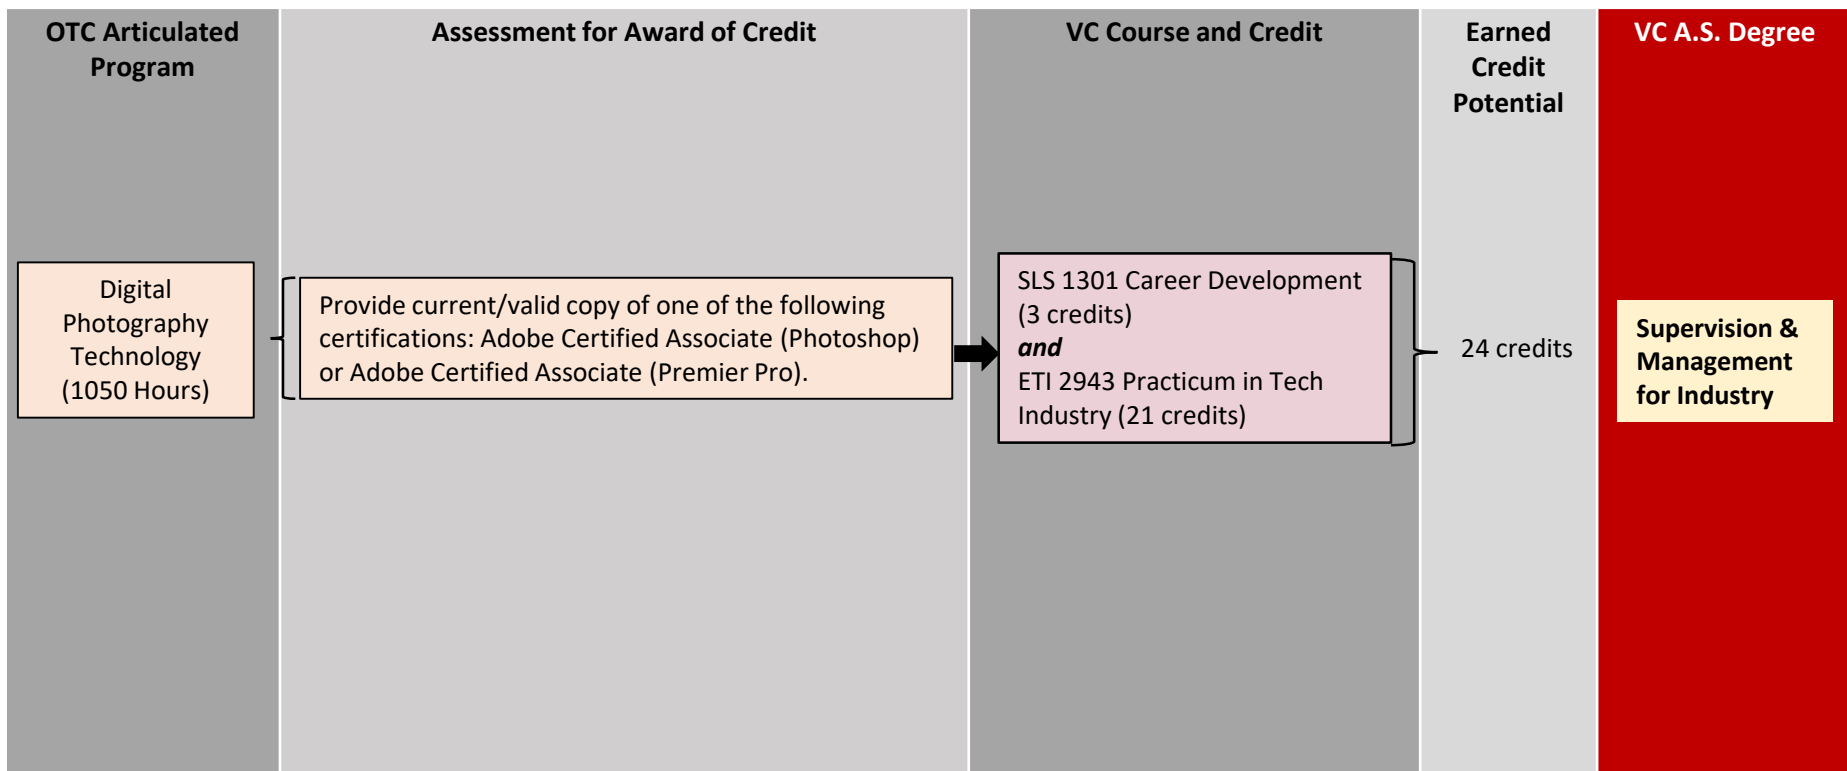 OTC Articulated
Program
Assessment for Award of Credit
VC Course and Credit
Earned
Credit
Potential
VC A.S. Degree
Digital
Photography
Technology
(1050 Hours)
Provide current/valid copy of one of the following
certifications: Adobe Certified Associate (Photoshop)
or Adobe Certified Associate (Premier Pro).
SLS 1301 Career Development
(3 credits)
and
ETI 2943 Practicum in Tech
Industry (21 credits)
24 credits
Supervision &
Management
for Industry